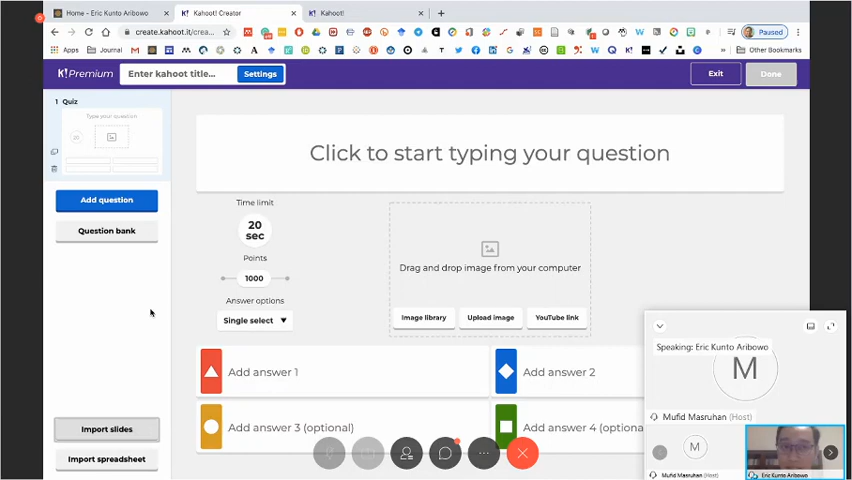 Home - Eric Kunto Aribowo
Kahoot! Creator
Kahoot!
create.kahoot.it/crea...
Paused
Apps
Journal
Other Bookmarks
K! Premium
Enter kahoot title...
Settings
Exit
Done
1 Quiz
Type your question
20
Add question
Question bank
Import slides
Import spreadsheet
Click to start typing your question
Time limit
20
sec
Points
1000
Answer options
Single select
Drag and drop image from your computer
Image library
Upload image
YouTube link
Add answer 1
Add answer 2
Add answer 3 (optional)
Add answer 4 (optiona
Speaking: Eric Kunto Aribowo
M
Mufid Masruhan (Host)
M
Mufid Masruhan (Host)
Eric Kunto Aribowo